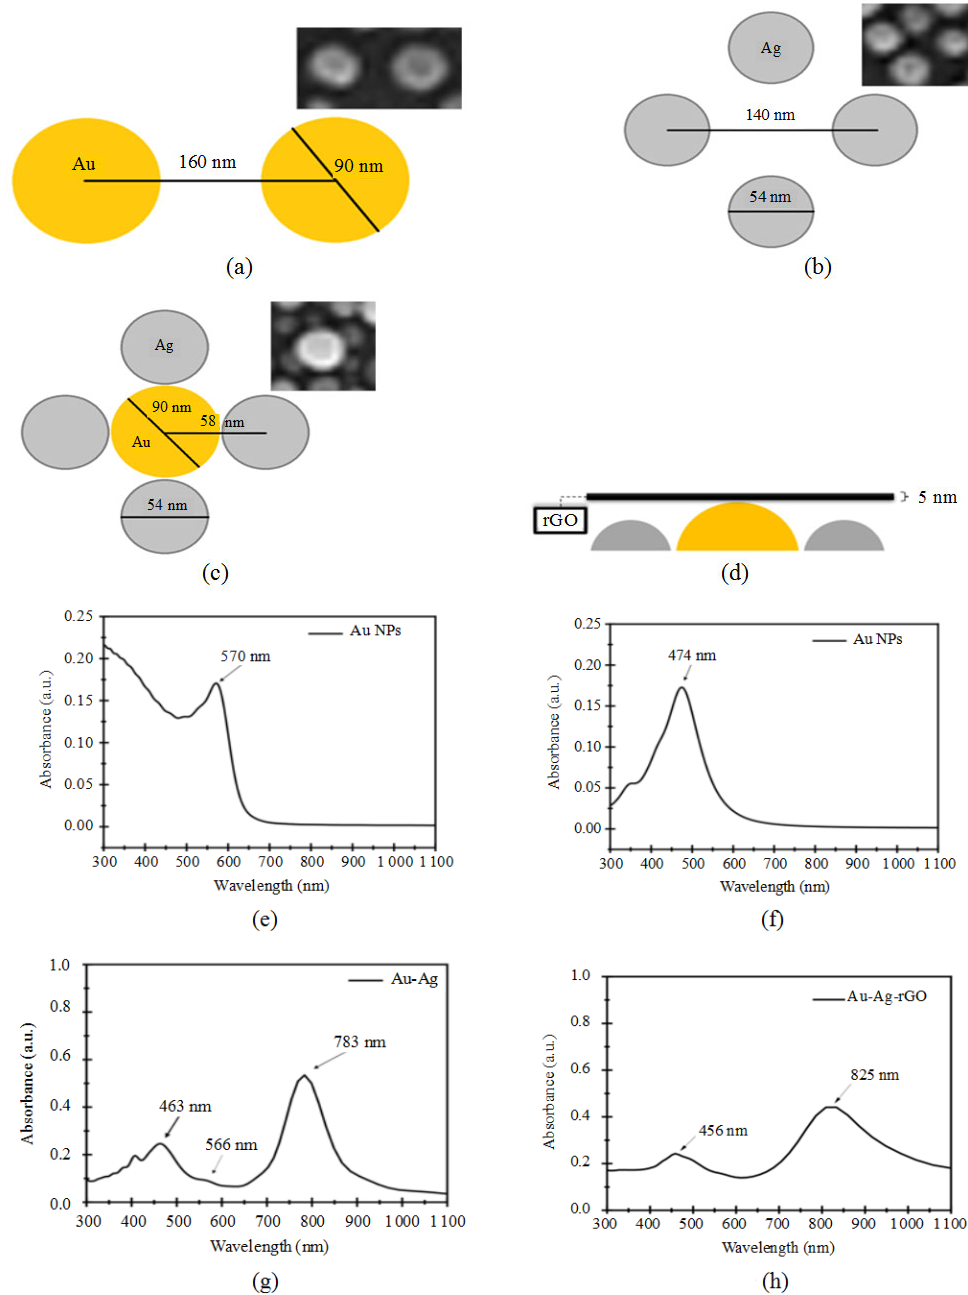 Au
160 nm
90 nm
(a)
Ag
140 nm
54 nm
(b)
Ag
90 nm
58 nm
Au
54 nm
(c)
5 nm
rGO
(d)
0.25
0.20
0.15
0.10
0.05
0.00
Absorbance (a.u.)
Au NPs
570 nm
300 400 500 600 700 800 900 1 000 1 100
Wavelength (nm)
(e)
0.25
0.20
0.15
0.10
0.05
0.00
Absorbance (a.u.)
Au NPs
474 nm
300 400 500 600 700 800 900 1 000 1 100
Wavelength (nm)
(f)
1.0
0.8
0.6
0.4
0.2
0.0
Absorbance (a.u.)
Au-Ag
783 nm
463 nm
566 nm
300 400 500 600 700 800 900 1 000 1 100
Wavelength (nm)
(g)
1.0
0.8
0.6
0.4
0.2
0.0
Absorbance (a.u.)
Au-Ag-rGO
825 nm
456 nm
300 400 500 600 700 800 900 1 000 1 100
Wavelength (nm)
(h)